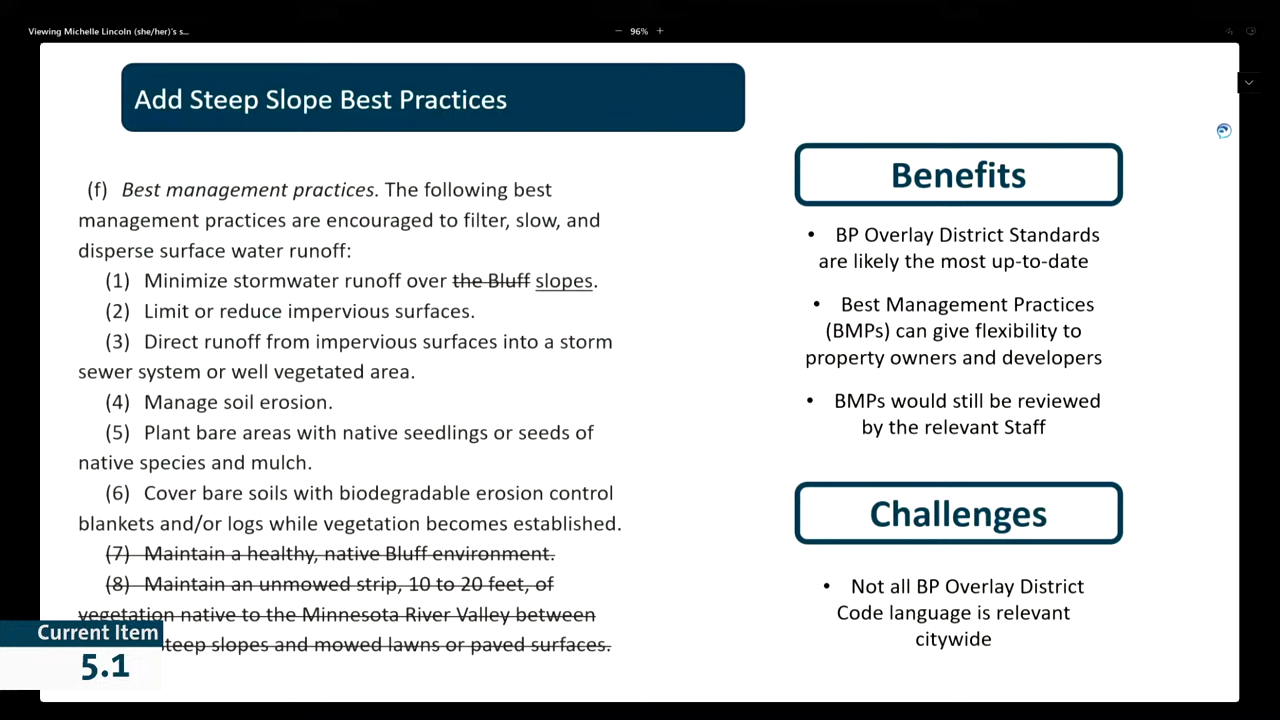 Viewing Michelle Lincoln (she/her)'s s...
− 96% +
Add Steep Slope Best Practices
(f) Best management practices. The following best
management practices are encouraged to filter, slow, and
disperse surface water runoff:
(1) Minimize stormwater runoff over the Bluff slopes.
(2) Limit or reduce impervious surfaces.
(3) Direct runoff from impervious surfaces into a storm
sewer system or well vegetated area.
(4) Manage soil erosion.
(5) Plant bare areas with native seedlings or seeds of
native species and mulch.
(6) Cover bare soils with biodegradable erosion control
blankets and/or logs while vegetation becomes established.
(7) Maintain a healthy, native Bluff environment.
(8) Maintain an unmowed strip, 10 to 20 feet, of
vegetation native to the Minnesota River Valley between
steep slopes and mowed lawns or paved surfaces.
Current Item
5.1
Benefits
• BP Overlay District Standards
are likely the most up-to-date
• Best Management Practices
(BMPs) can give flexibility to
property owners and developers
• BMPs would still be reviewed
by the relevant Staff
Challenges
• Not all BP Overlay District
Code language is relevant
citywide